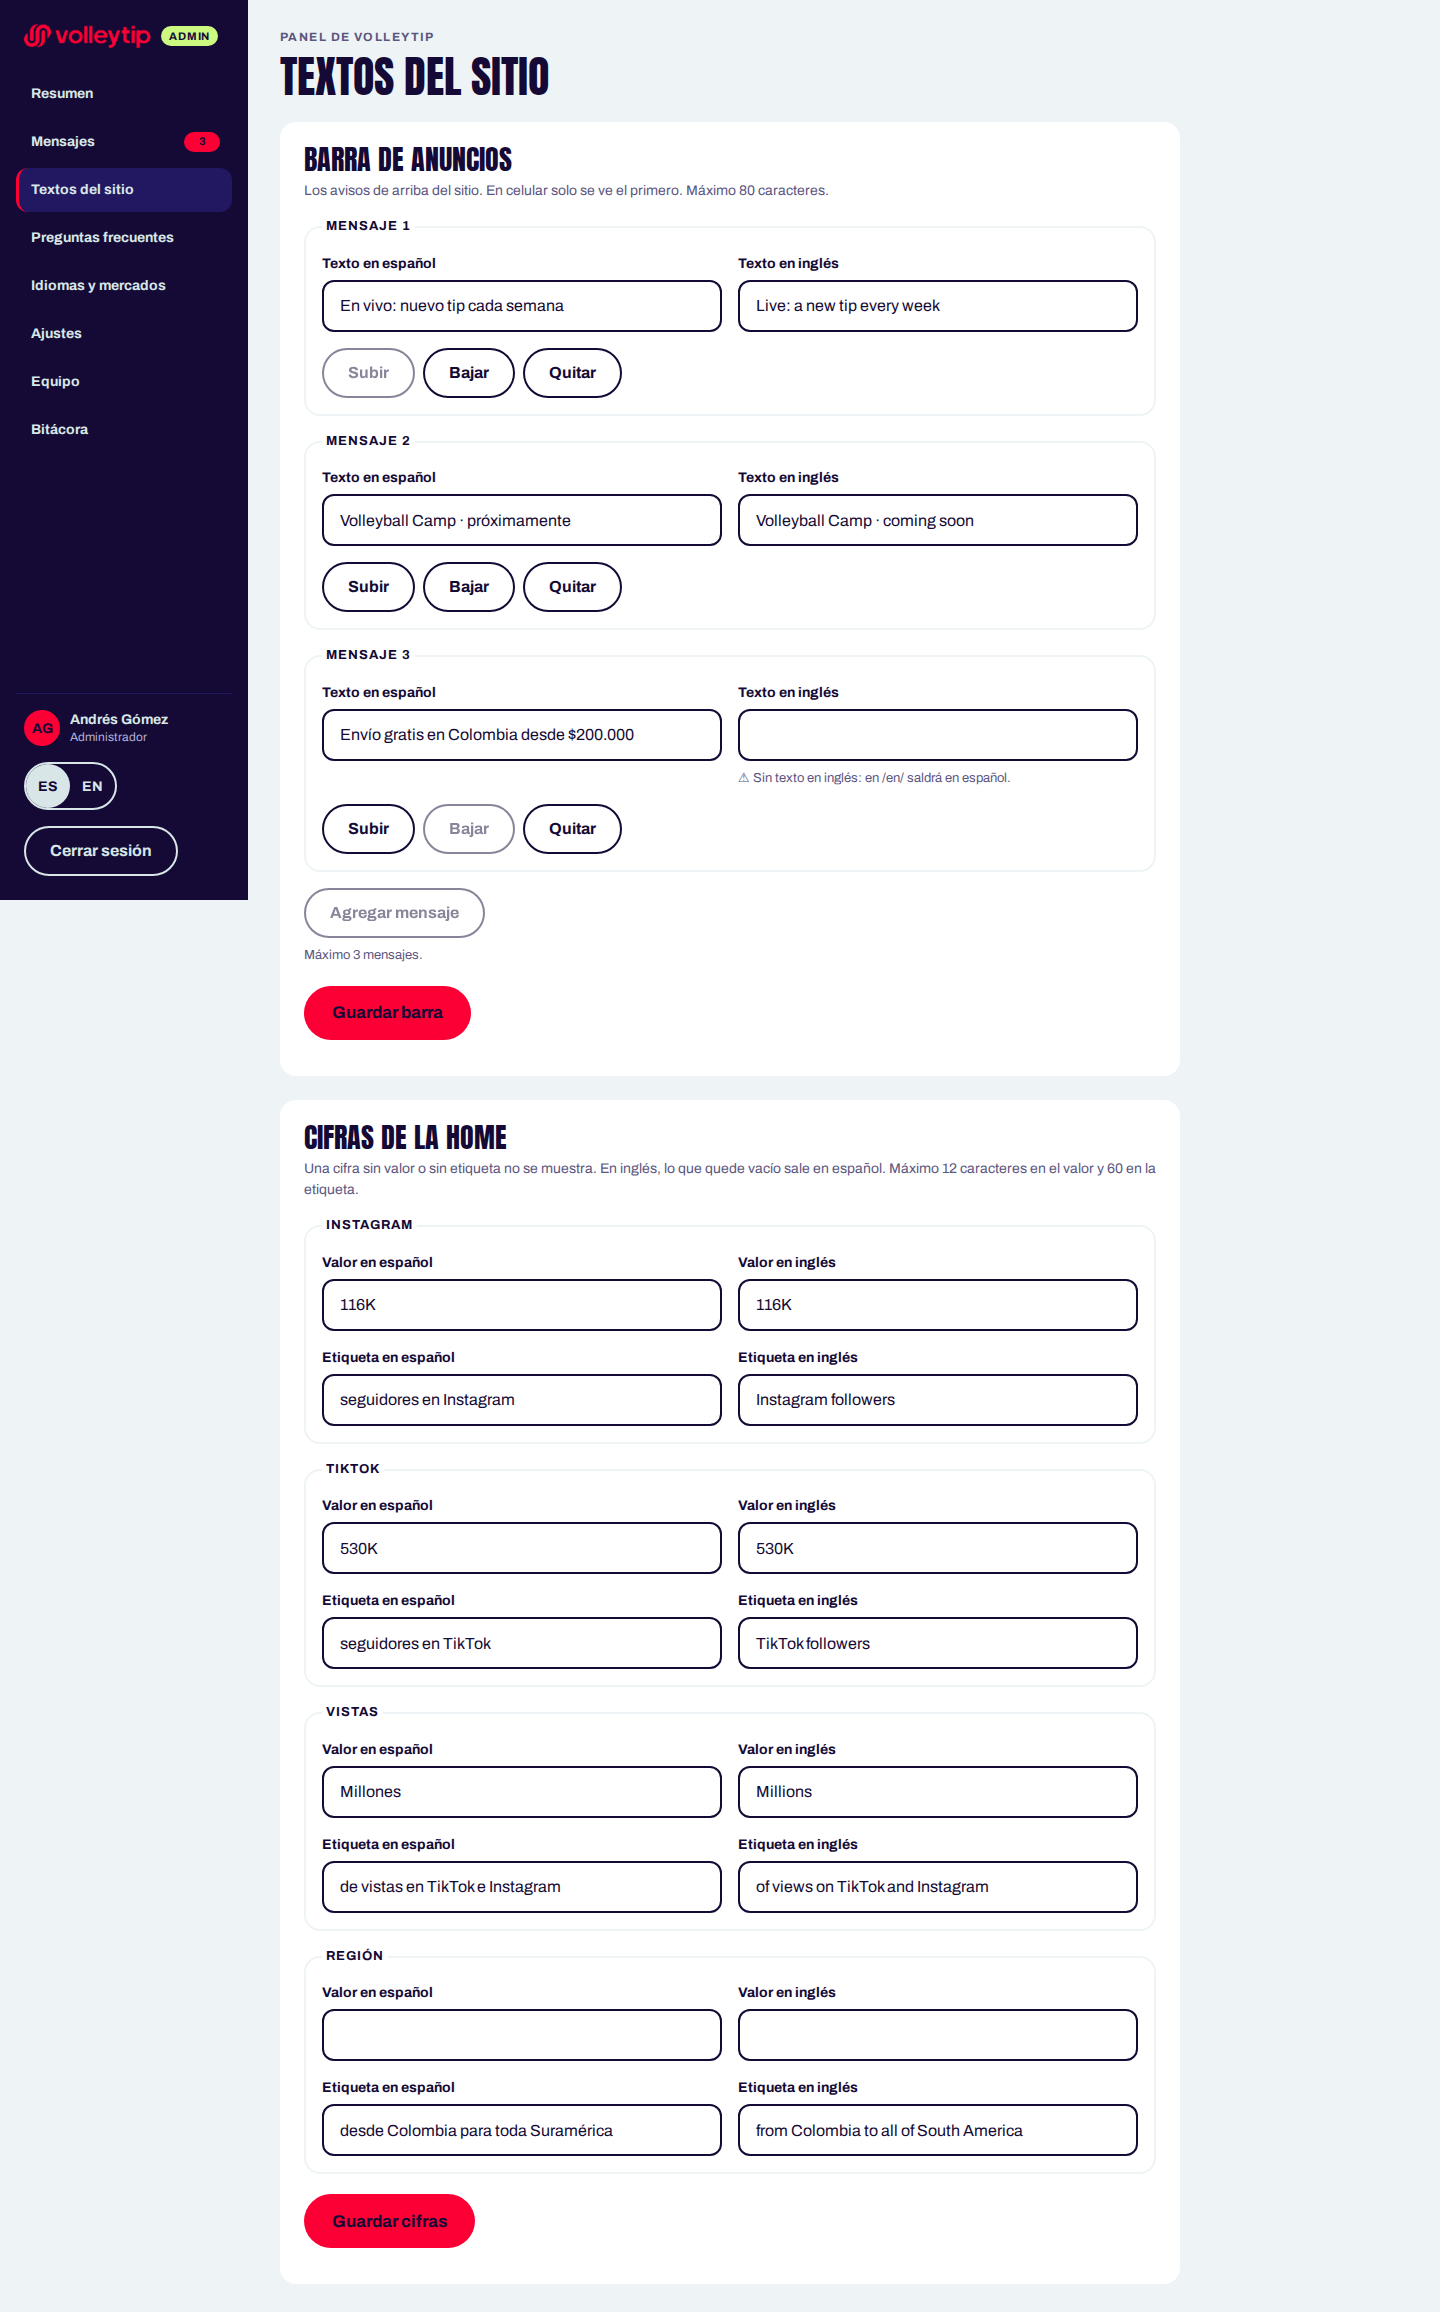 volleytip ADMIN
Resumen
Mensajes 3
Textos del sitio
Preguntas frecuentes
Idiomas y mercados
Ajustes
Equipo
Bitácora
AG Andrés Gómez
Administrador
ES EN
Cerrar sesión
PANEL DE VOLLEYTIP
TEXTOS DEL SITIO
BARRA DE ANUNCIOS
Los avisos de arriba del sitio. En celular solo se ve el primero. Máximo 80 caracteres.
MENSAJE 1
Texto en español Texto en inglés
En vivo: nuevo tip cada semana Live: a new tip every week
Subir Bajar Quitar
MENSAJE 2
Texto en español Texto en inglés
Volleyball Camp · próximamente Volleyball Camp · coming soon
Subir Bajar Quitar
MENSAJE 3
Texto en español Texto en inglés
Envío gratis en Colombia desde $200.000
⚠ Sin texto en inglés: en /en/ saldrá en español.
Subir Bajar Quitar
Agregar mensaje
Máximo 3 mensajes.
Guardar barra
CIFRAS DE LA HOME
Una cifra sin valor o sin etiqueta no se muestra. En inglés, lo que quede vacío sale en español. Máximo 12 caracteres en el valor y 60 en la
etiqueta.
INSTAGRAM
Valor en español Valor en inglés
116K 116K
Etiqueta en español Etiqueta en inglés
seguidores en Instagram Instagram followers
TIKTOK
Valor en español Valor en inglés
530K 530K
Etiqueta en español Etiqueta en inglés
seguidores en TikTok TikTok followers
VISTAS
Valor en español Valor en inglés
Millones Millions
Etiqueta en español Etiqueta en inglés
de vistas en TikTok e Instagram of views on TikTok and Instagram
REGIÓN
Valor en español Valor en inglés
Etiqueta en español Etiqueta en inglés
desde Colombia para toda Suramérica from Colombia to all of South America
Guardar cifras